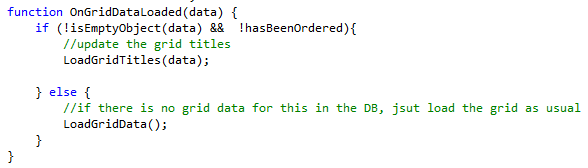 function OnGridDataLoaded(data) {
if (!isEmptyObject(data) &&  !hasBeenOrdered){
//update the grid titles
LoadGridTitles(data);
} else {
//if there is no grid data for this in the DB, jsut load the grid as usual
LoadGridData();
}
}